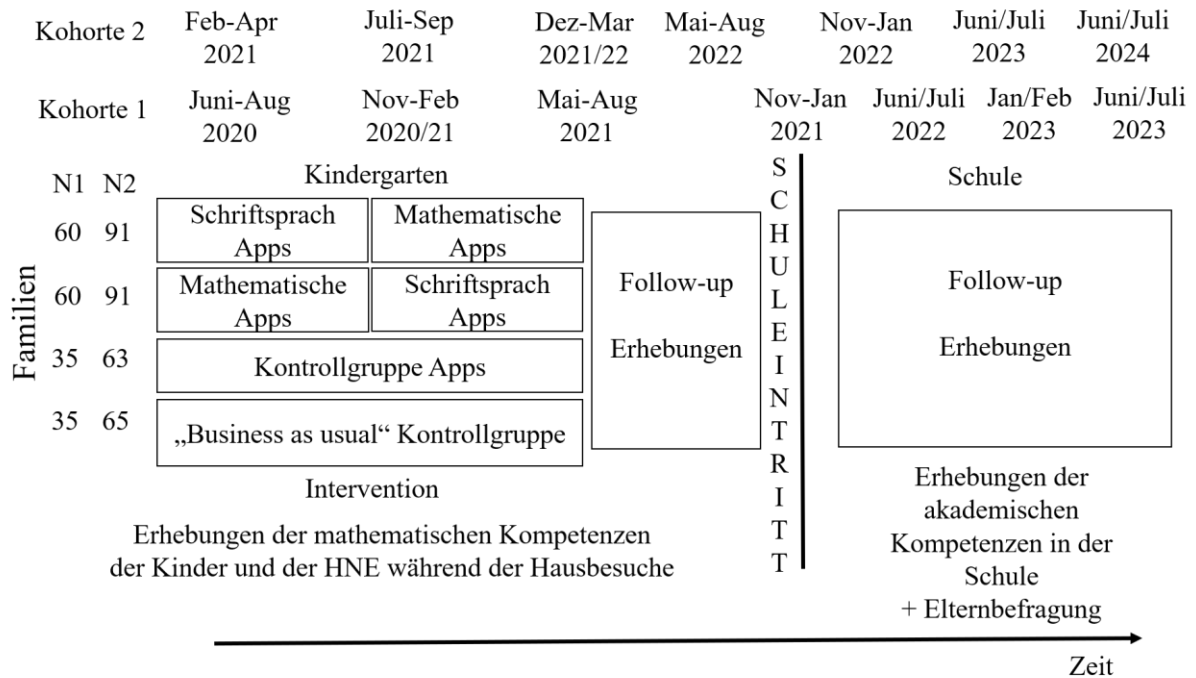 Kohorte 2 Feb-Apr Juli-Sep Dez-Mar Mai-Aug Nov-Jan Juni/Juli Juni/Juli
2021 2021 2021/22 2022 2022 2023 2024
Kohorte 1 Juni-Aug Nov-Feb Mai-Aug Nov-Jan Juni/Juli Jan/Feb Juni/Juli
2020 2020/21 2021 2021 2022 2023 2023
N1 N2 Kindergarten
Schule
SCHULEINTRITT
Familien
60 91
Schriftsprach
Apps
Mathematische
Apps
60 91
Mathematische
Apps
Schriftsprach
Apps
35 63
Kontrollgruppe Apps
35 65
„Business as usual“ Kontrollgruppe
Follow-up
Erhebungen
Follow-up
Erhebungen
Intervention
Erhebungen der mathematischen Kompetenzen
der Kinder und der HNE während der Hausbesuche
Erhebungen der
akademischen
Kompetenzen in der
Schule
+ Elternbefragung
Zeit